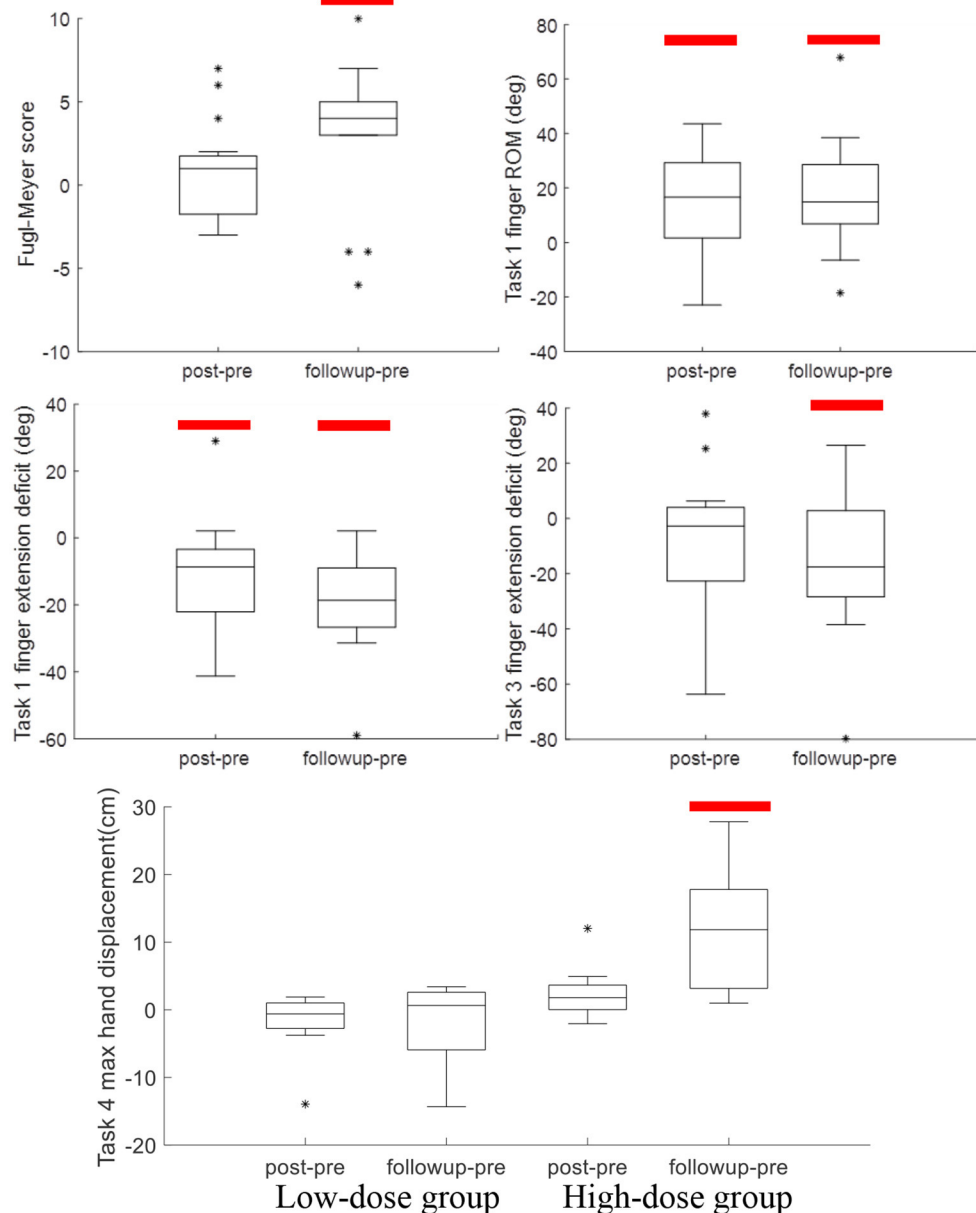 Fugl-Meyer score
10
5
0
-5
-10
post-pre followup-pre
Task 1 finger ROM (deg)
80
60
40
20
0
-20
-40
post-pre followup-pre
Task 1 finger extension deficit (deg)
40
20
0
-20
-40
-60
post-pre followup-pre
Task 3 finger extension deficit (deg)
40
20
0
-20
-40
-60
-80
post-pre followup-pre
Task 4 max hand displacement(cm)
30
20
10
0
-10
-20
post-pre followup-pre post-pre followup-pre
Low-dose group High-dose group